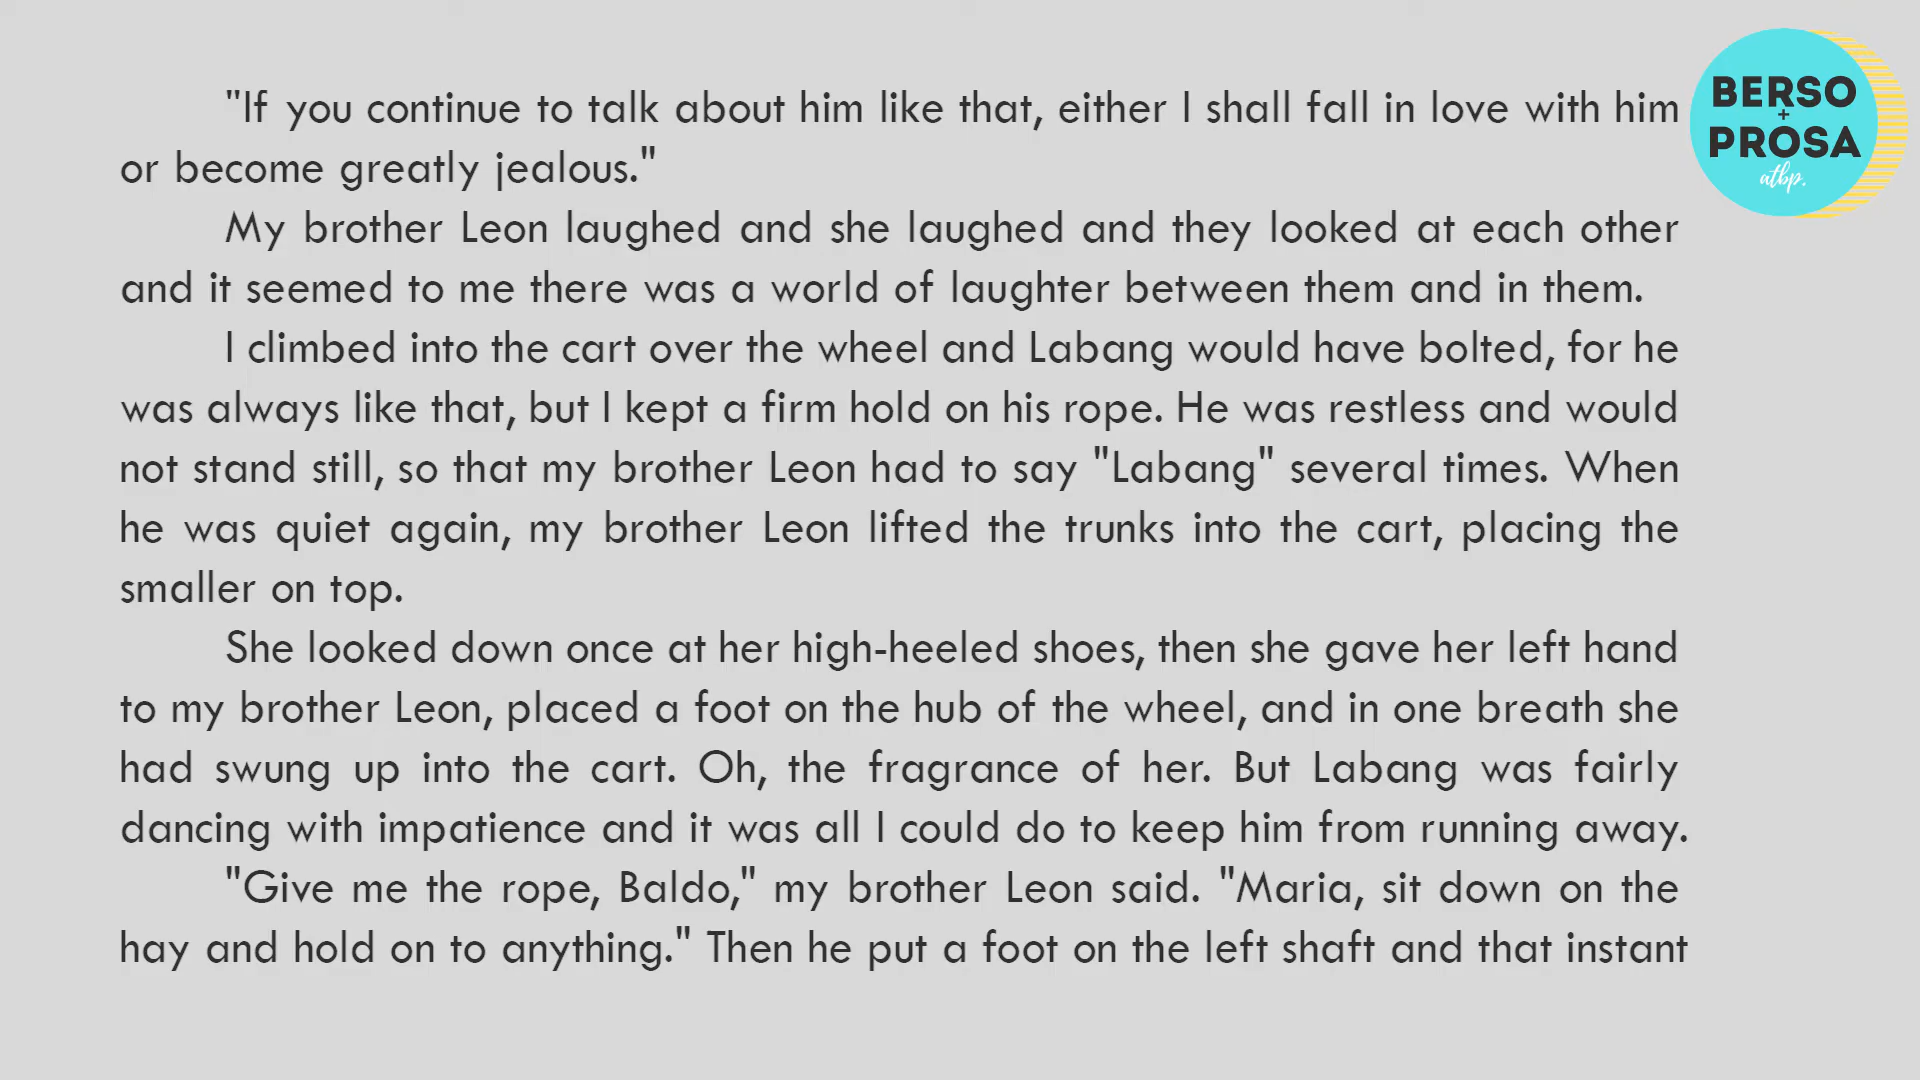 "If you continue to talk about him like that, either I shall fall in love with him
or become greatly jealous."
My brother Leon laughed and she laughed and they looked at each other
and it seemed to me there was a world of laughter between them and in them.
I climbed into the cart over the wheel and Labang would have bolted, for he
was always like that, but I kept a firm hold on his rope. He was restless and would
not stand still, so that my brother Leon had to say "Labang" several times. When
he was quiet again, my brother Leon lifted the trunks into the cart, placing the
smaller on top.
She looked down once at her high-heeled shoes, then she gave her left hand
to my brother Leon, placed a foot on the hub of the wheel, and in one breath she
had swung up into the cart. Oh, the fragrance of her. But Labang was fairly
dancing with impatience and it was all I could do to keep him from running away.
"Give me the rope, Baldo," my brother Leon said. "Maria, sit down on the
hay and hold on to anything." Then he put a foot on the left shaft and that instant
BERSO
+
PROSA
atbp.